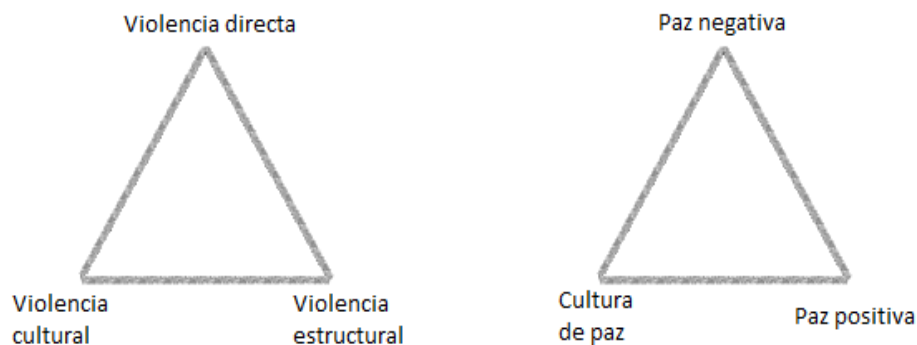 Violencia directa
Paz negativa
Violencia
cultural
Violencia
estructural
Cultura
de paz
Paz positiva